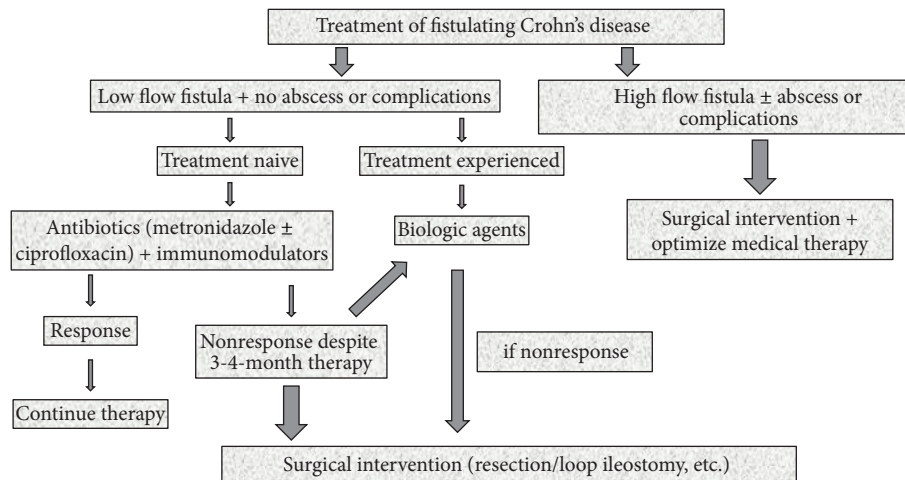 Treatment of fistulating Crohn's disease
Low flow fistula + no abscess or complications
High flow fistula ± abscess or
complications
Treatment naive
Treatment experienced
Antibiotics (metronidazole ±
ciprofloxacin) + immunomodulators
Biologic agents
Surgical intervention +
optimize medical therapy
Response
Nonresponse despite
3-4-month therapy
if nonresponse
Continue therapy
Surgical intervention (resection/loop ileostomy, etc.)